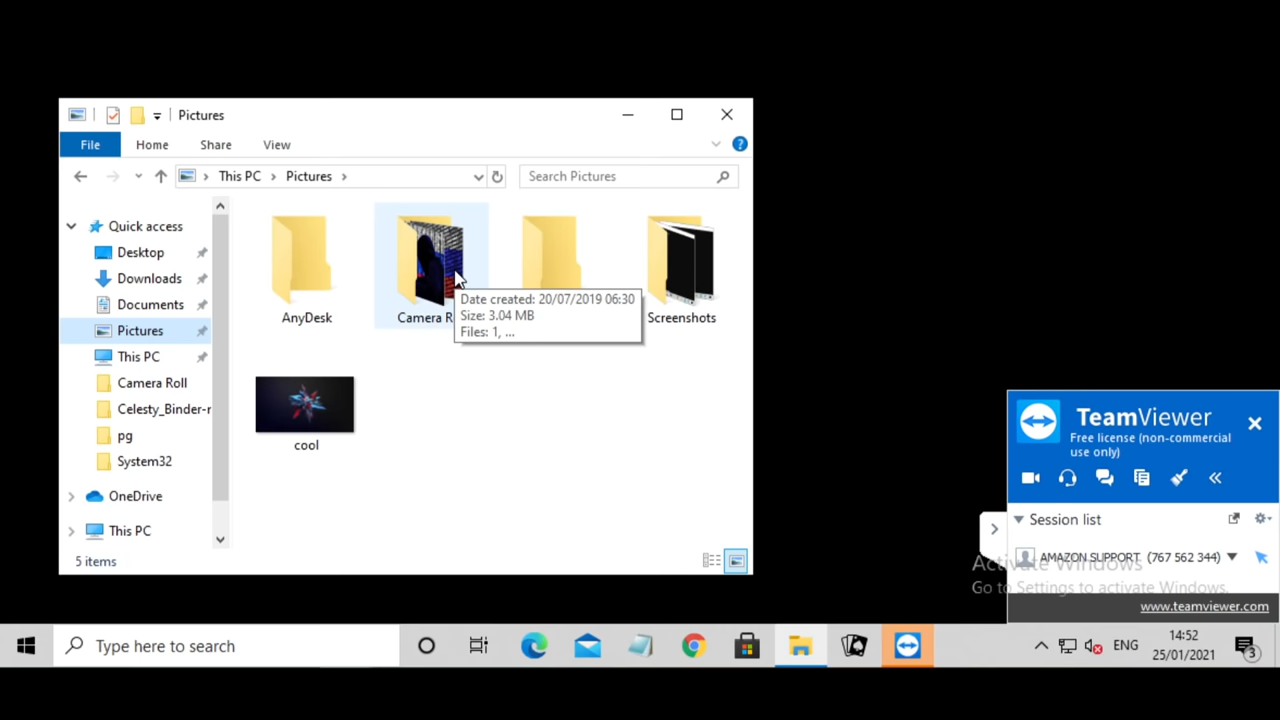 Pictures
File
Home
Share
View
This PC
Pictures
Search Pictures
Quick access
Desktop
Downloads
Documents
Pictures
This PC
Camera Roll
Celesty_Binder-r
pg
System32
OneDrive
This PC
AnyDesk
Camera R
Screenshots
Date created: 20/07/2019 06:30
Size: 3.04 MB
Files: 1, ...
cool
5 items
TeamViewer
Free license (non-commercial
use only)
Session list
AMAZON SUPPORT (767 562 344)
Activate Windows
Go to Settings to activate Windows.
www.teamviewer.com
Type here to search
ENG
14:52
25/01/2021
3